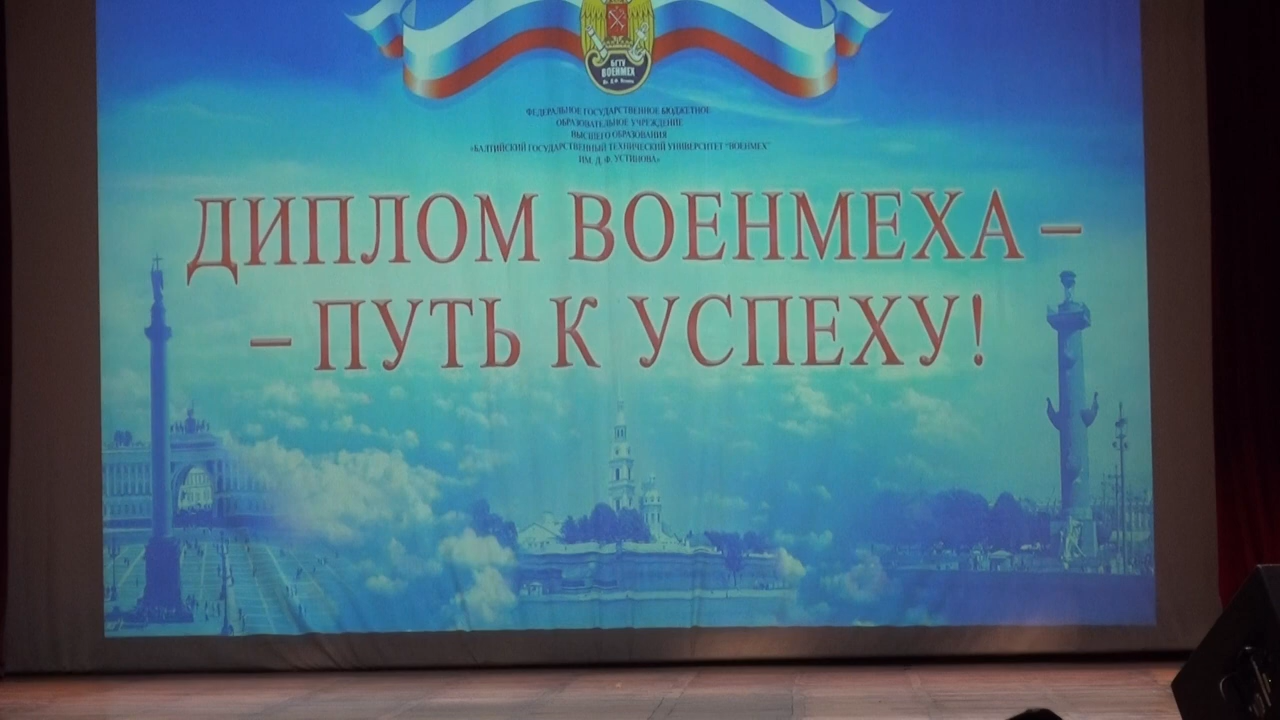 БГТУ
ВОЕНМЕХ
ФЕДЕРАЛЬНОЕ ГОСУДАРСТВЕННОЕ БЮДЖЕТНОЕ
ОБРАЗОВАТЕЛЬНОЕ УЧРЕЖДЕНИЕ
ВЫСШЕГО ОБРАЗОВАНИЯ
«БАЛТИЙСКИЙ ГОСУДАРСТВЕННЫЙ ТЕХНИЧЕСКИЙ УНИВЕРСИТЕТ "ВОЕНМЕХ"
ИМ. Д. Ф. УСТИНОВА»
ДИПЛОМ ВОЕНМЕХА –
– ПУТЬ К УСПЕХУ!